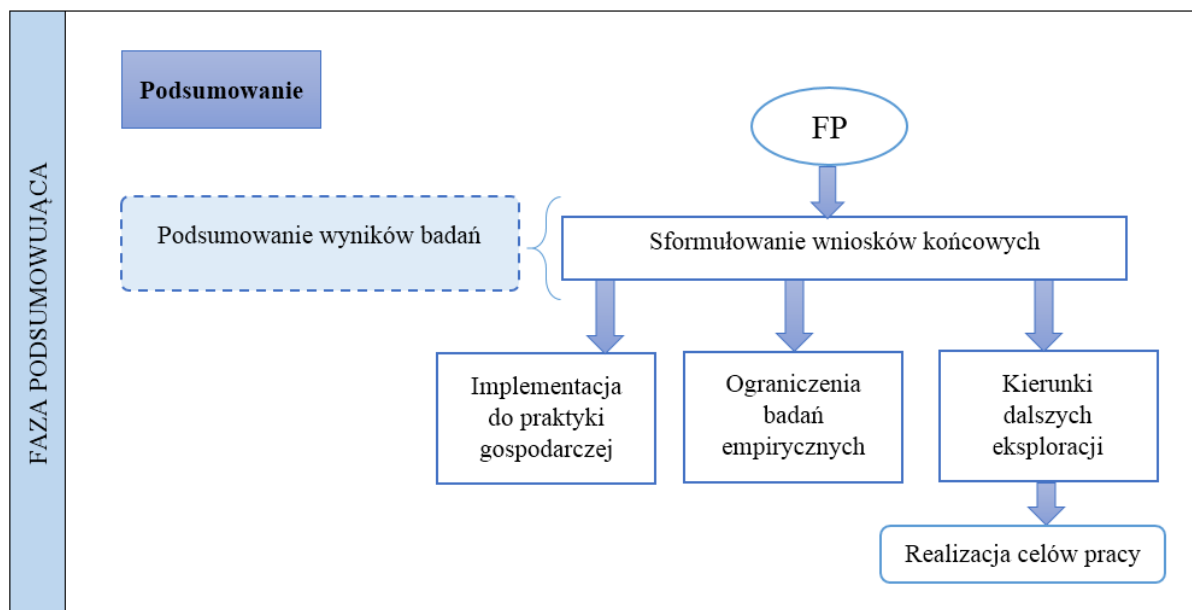 FAZA PODSUMOWUJĄCA
Podsumowanie
FP
Podsumowanie wyników badań
Sformułowanie wniosków końcowych
Implementacja
do praktyki
gospodarczej
Ograniczenia
badań
empirycznych
Kierunki
dalszych
eksploracji
Realizacja celów pracy